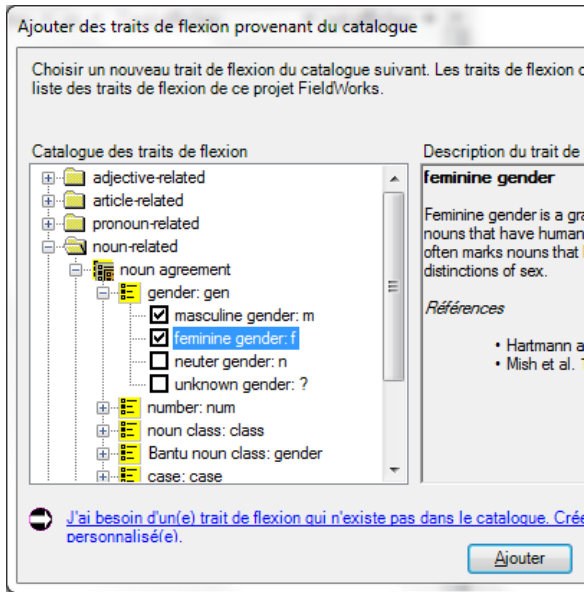 Ajouter des traits de flexion provenant du catalogue
Choisir un nouveau trait de flexion du catalogue suivant. Les traits de flexion
liste des traits de flexion de ce projet FieldWorks.
Catalogue des traits de flexion
Description du trait de
adjective-related
article-related
pronoun-related
noun-related
noun agreement
gender: gen
masculine gender: m
feminine gender: f
neuter gender: n
unknown gender: ?
number: num
noun class: class
Bantu noun class: gender
case: case
feminine gender
Feminine gender is a gra
nouns that have human
often marks nouns that
distinctions of sex.
Références
• Hartmann a
• Mish et al. 1
J'ai besoin d'un(e) trait de flexion qui n'existe pas dans le catalogue. Crée
personnalisé(e).
Ajouter